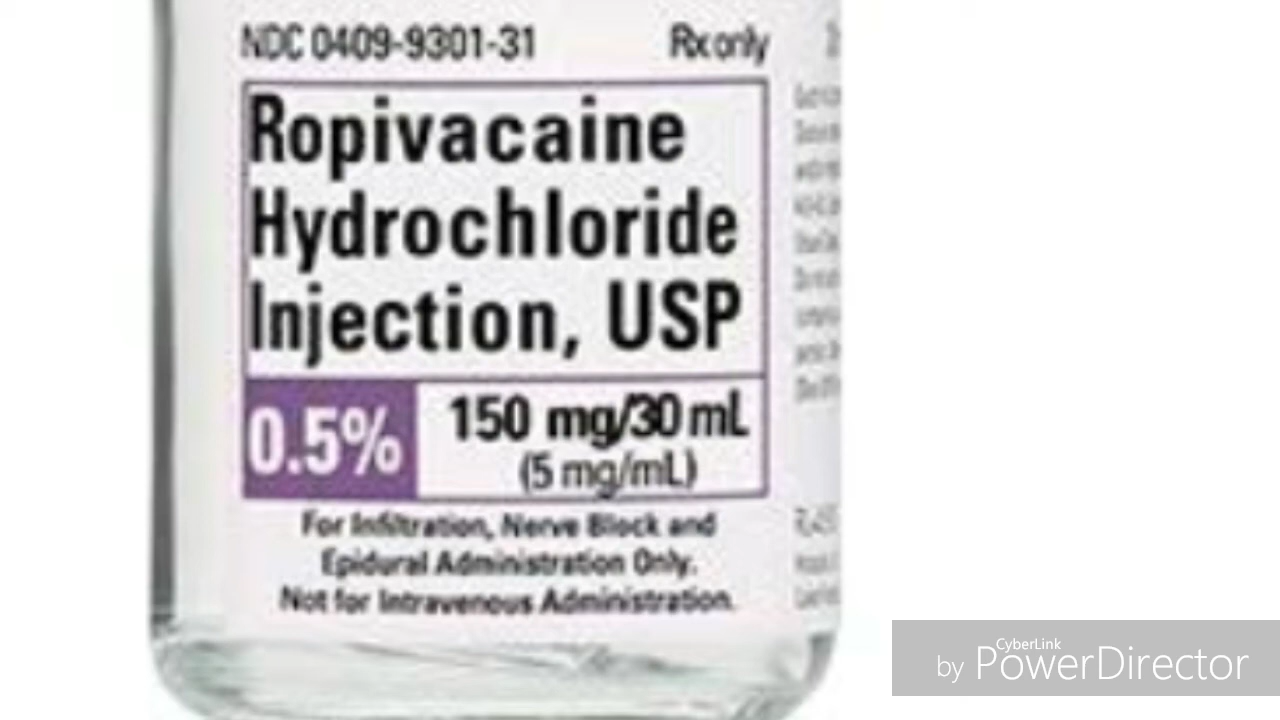 NDC 0409-9301-31 Rx only
Ropivacaine
Hydrochloride
Injection, USP
0.5% 150 mg/30 mL
(5 mg/mL)
For Infiltration, Nerve Block and
Epidural Administration Only.
Not for Intravenous Administration.
CyberLink
by PowerDirector